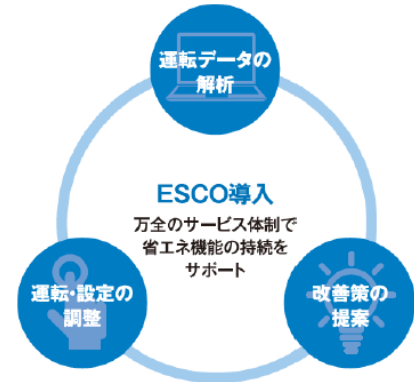 運転データの
解析
ESCO導入
万全のサービス体制で
省エネ機能の持続を
サポート
運転・設定の
調整
改善策の
提案